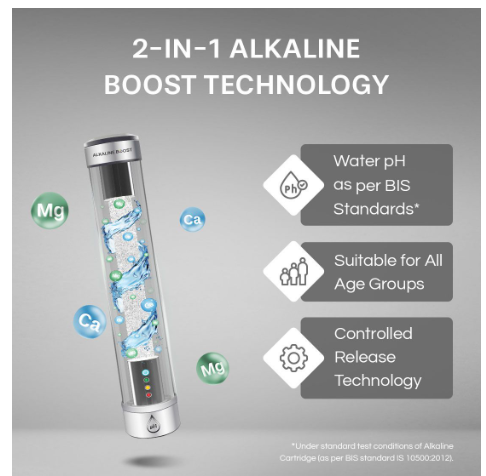 2-IN-1 ALKALINE
BOOST TECHNOLOGY
ALKALINE BOOST
Mg
Ca
Ca
Mg
Ph
Water pH
as per BIS
Standards*
Suitable for All
Age Groups
Controlled
Release
Technology
*Under standard test conditions of Alkaline
Cartridge (as per BIS standard IS 10500:2012).